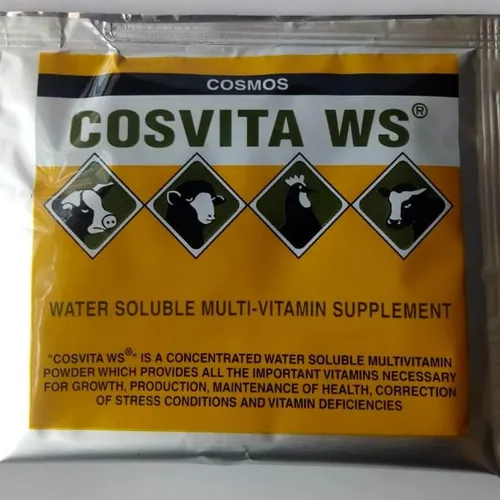 COSMOS
COSVITA WS®
WATER SOLUBLE MULTI-VITAMIN SUPPLEMENT
"COSVITA WS®" IS A CONCENTRATED WATER SOLUBLE MULTIVITAMIN
POWDER WHICH PROVIDES ALL THE IMPORTANT VITAMINS NECESSARY
FOR GROWTH, PRODUCTION, MAINTENANCE OF HEALTH, CORRECTION
OF STRESS CONDITIONS AND VITAMIN DEFICIENCIES